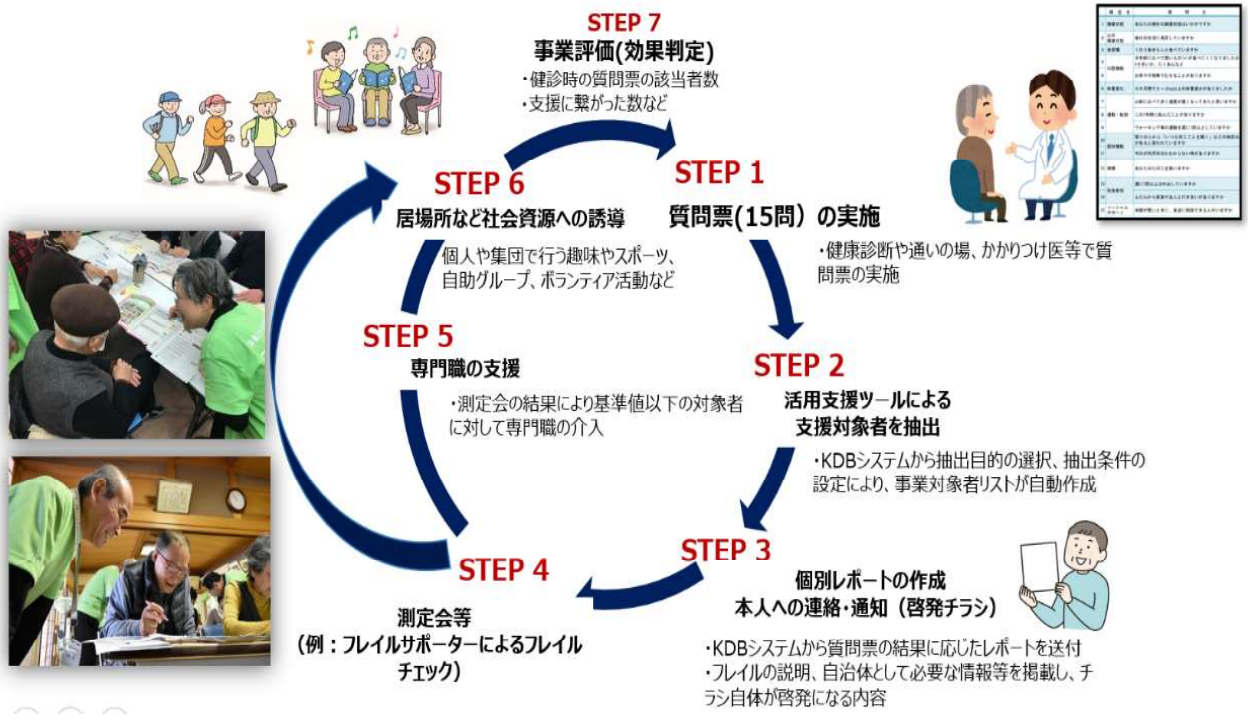 STEP 7
事業評価(効果判定)
・健診時の質問票の該当者数
・支援に繋がった数など
STEP 1
質問票(15問）の実施
・健康診断や通いの場、かかりつけ医等で質
問票の実施
STEP 2
活用支援ツールによる
支援対象者を抽出
・KDBシステムから抽出目的の選択、抽出条件の
設定により、事業対象者リストが自動作成
STEP 3
個別レポートの作成
本人への連絡・通知（啓発チラシ）
・KDBシステムから質問票の結果に応じたレポートを送付
・フレイルの説明、自治体として必要な情報等を掲載し、チ
ラシ自体が啓発になる内容
STEP 4
測定会等
（例：フレイルサポーターによるフレイル
チェック）
STEP 5
専門職の支援
・測定会の結果により基準値以下の対象者
に対して専門職の介入
STEP 6
居場所など社会資源への誘導
個人や集団で行う趣味やスポーツ、
自助グループ、ボランティア活動など